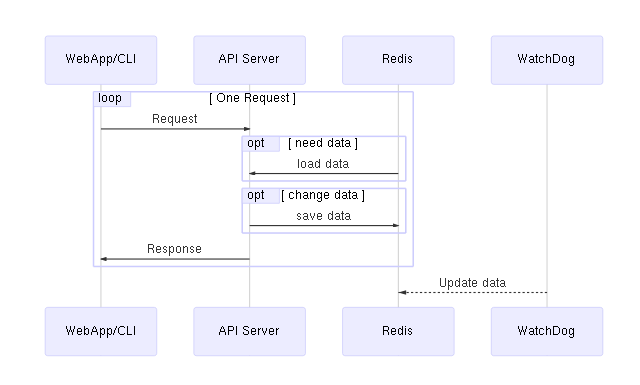 WebApp/CLI
API Server
Redis
WatchDog
loop
[ One Request ]
Request
opt
[ need data ]
load data
opt
[ change data ]
save data
Response
Update data
WebApp/CLI
API Server
Redis
WatchDog